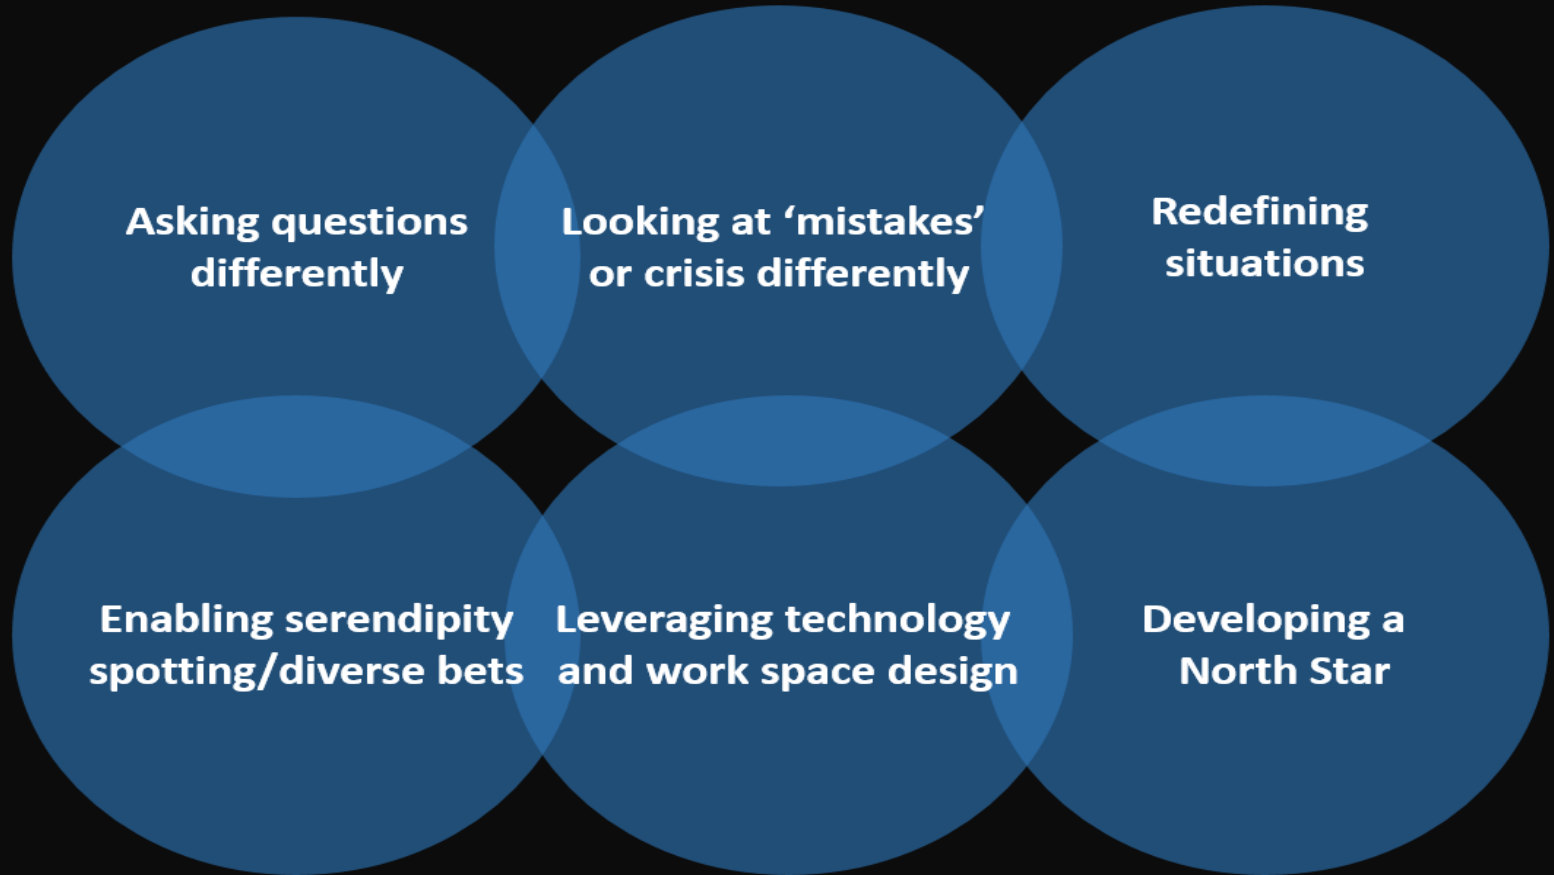 Asking questions
differently
Looking at ‘mistakes’
or crisis differently
Redefining
situations
Enabling serendipity
spotting/diverse bets
Leveraging technology
and work space design
Developing a
North Star